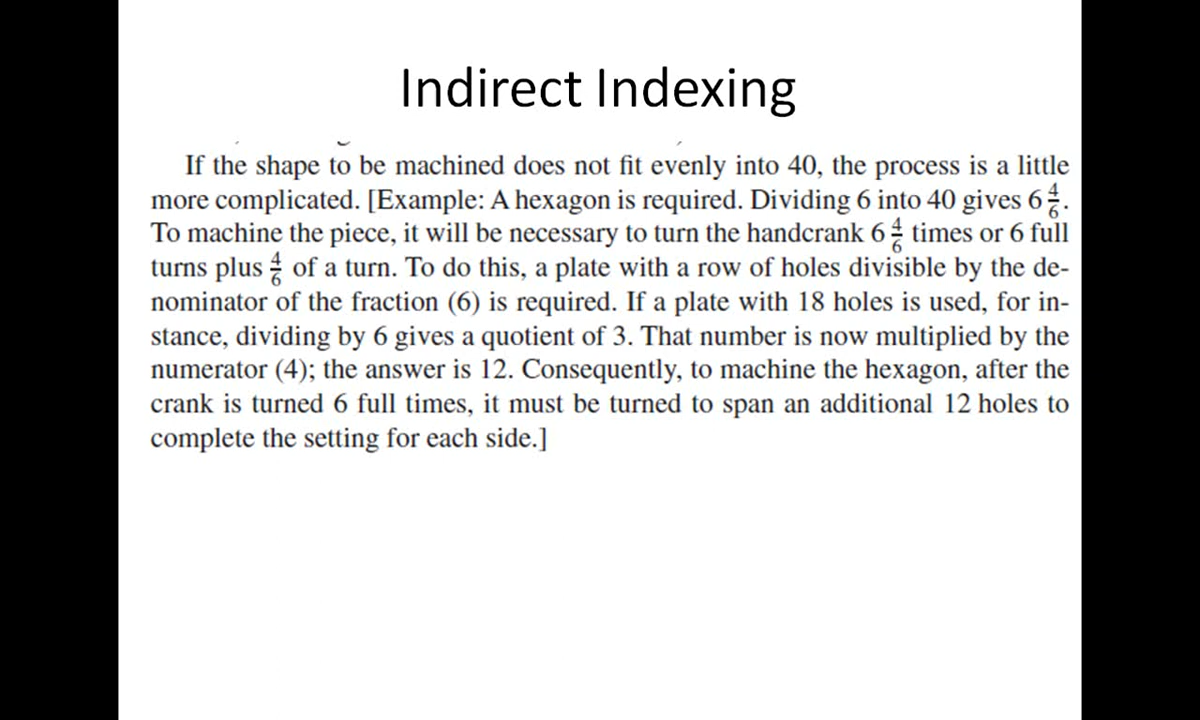 Indirect Indexing
If the shape to be machined does not fit evenly into 40, the process is a little
more complicated. [Example: A hexagon is required. Dividing 6 into 40 gives 6 4/6.
To machine the piece, it will be necessary to turn the handcrank 6 4/6 times or 6 full
turns plus 4/6 of a turn. To do this, a plate with a row of holes divisible by the de-
nominator of the fraction (6) is required. If a plate with 18 holes is used, for in-
stance, dividing by 6 gives a quotient of 3. That number is now multiplied by the
numerator (4); the answer is 12. Consequently, to machine the hexagon, after the
crank is turned 6 full times, it must be turned to span an additional 12 holes to
complete the setting for each side.]